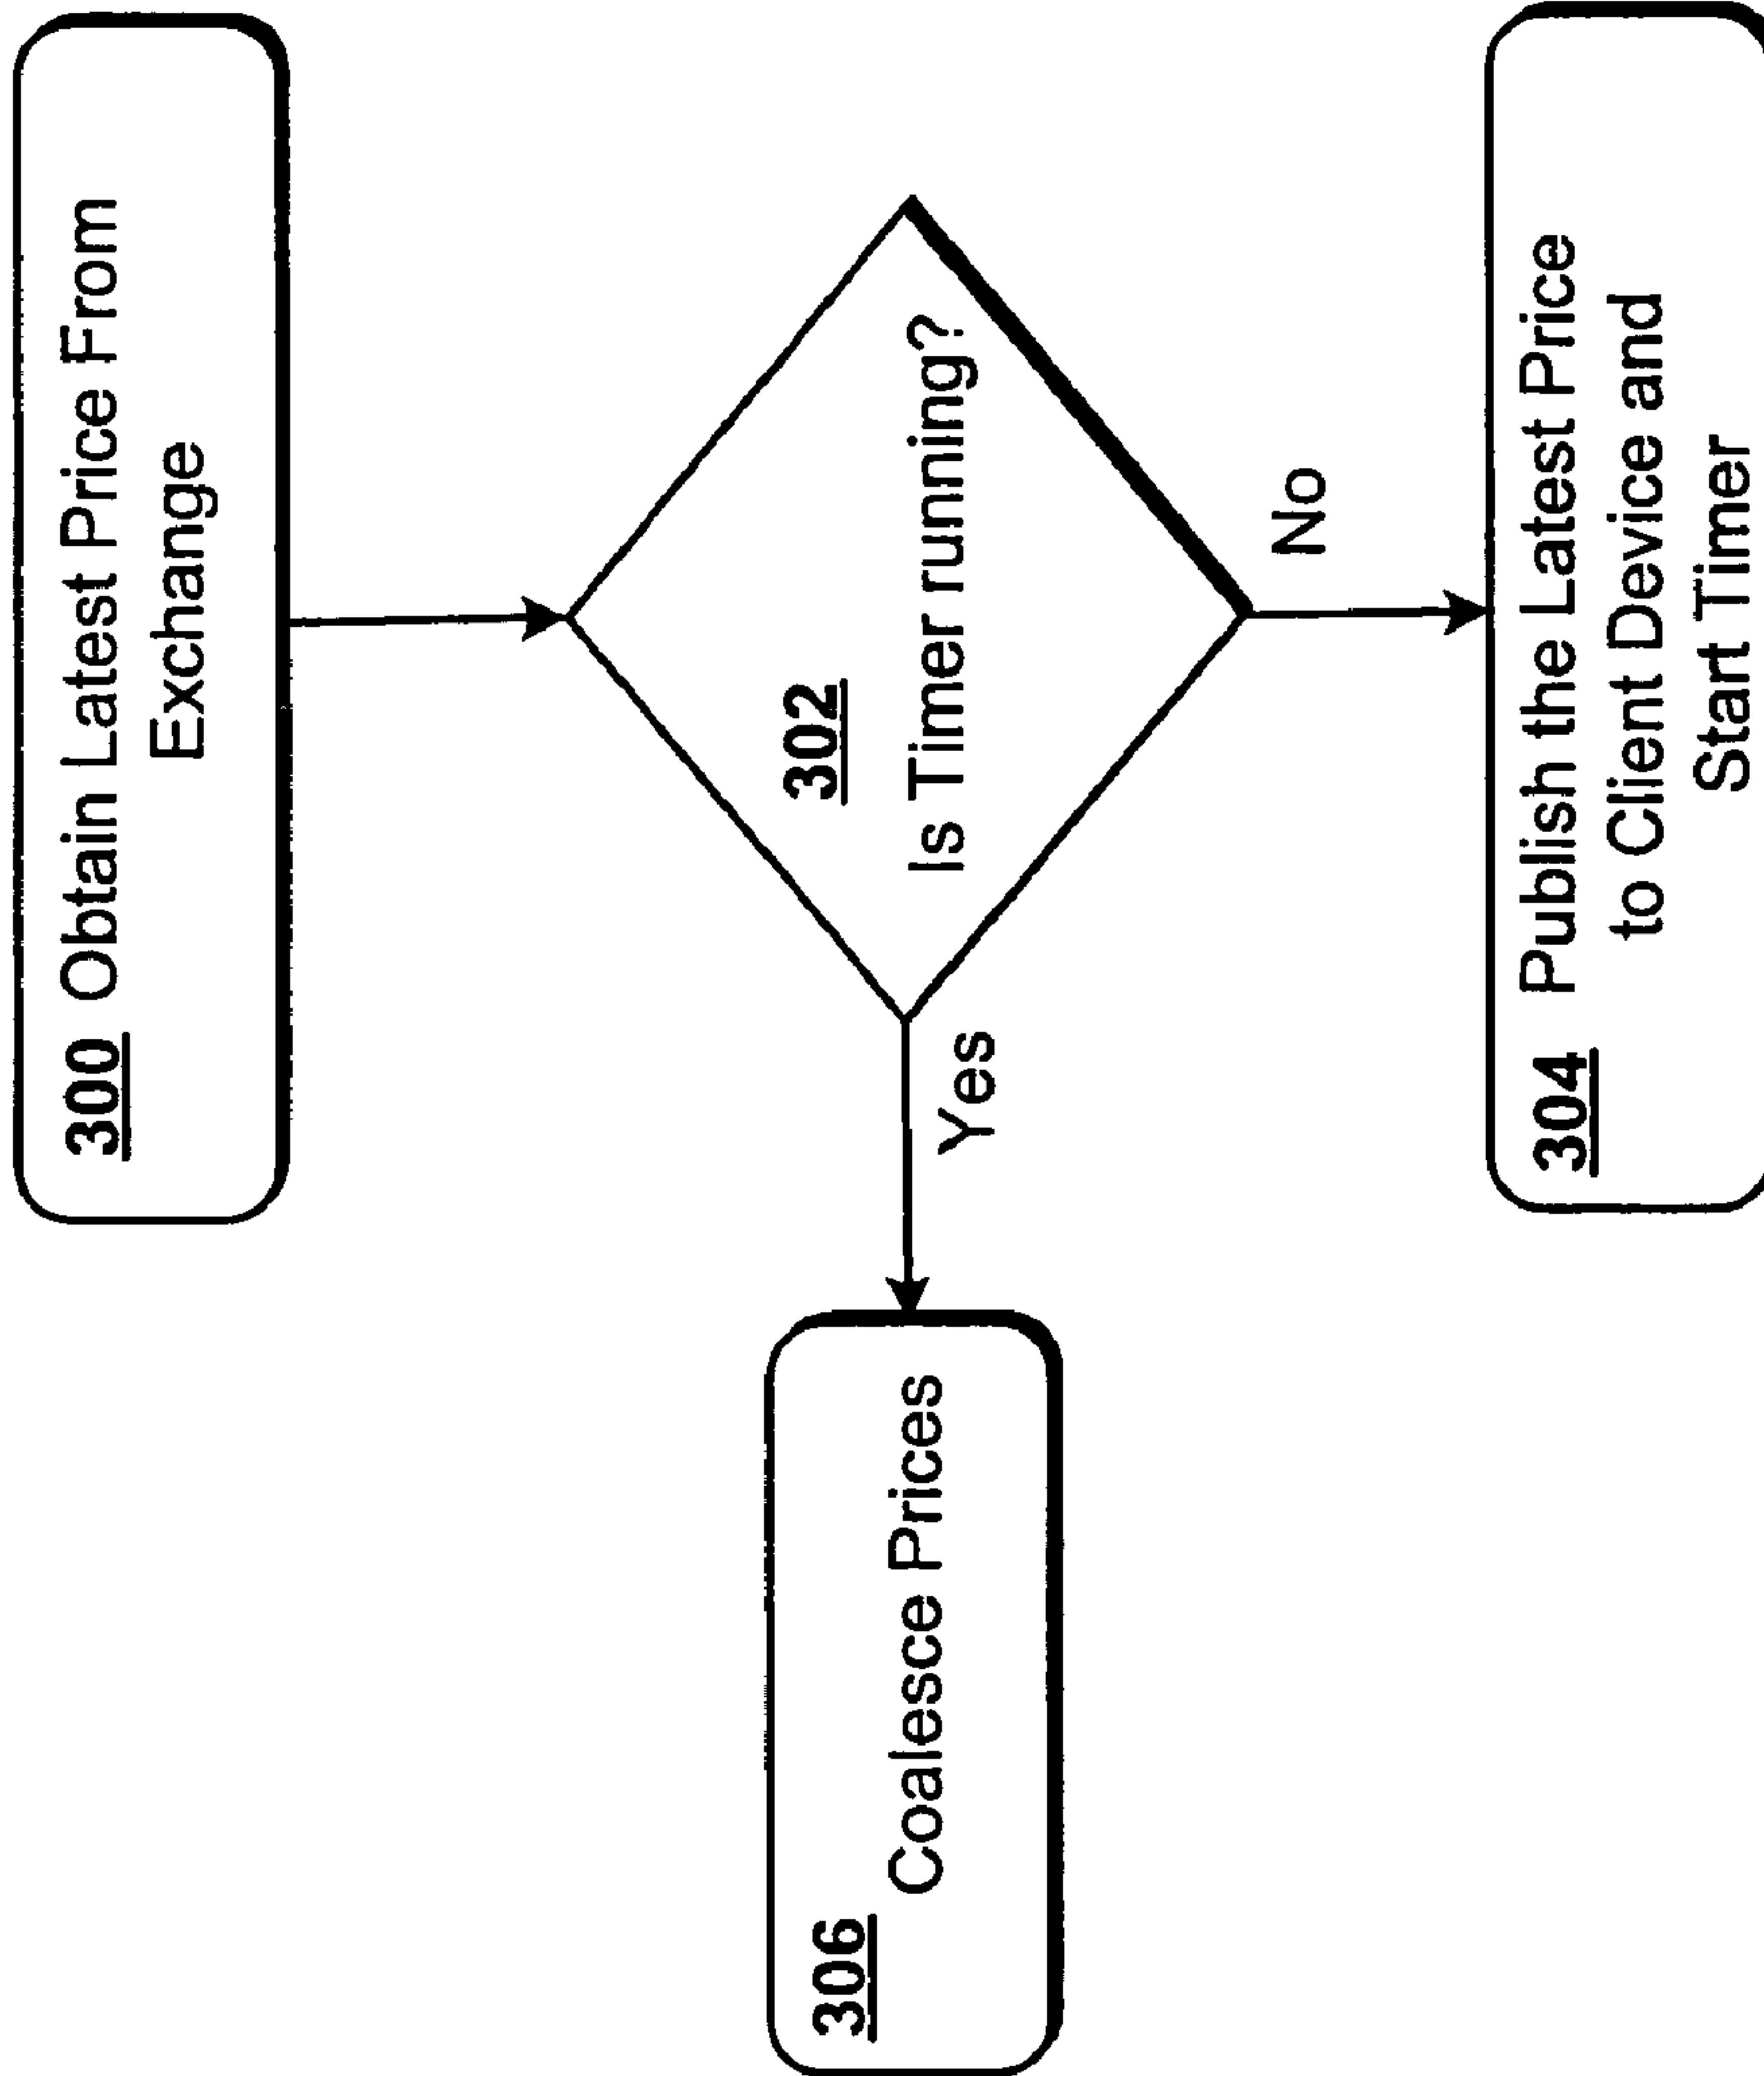 300 Obtain Latest Price From
Exchange
302
Is Timer running?
Yes
No
306
Coalesce Prices
304 Publish the Latest Price
to Client Device and
Start Timer